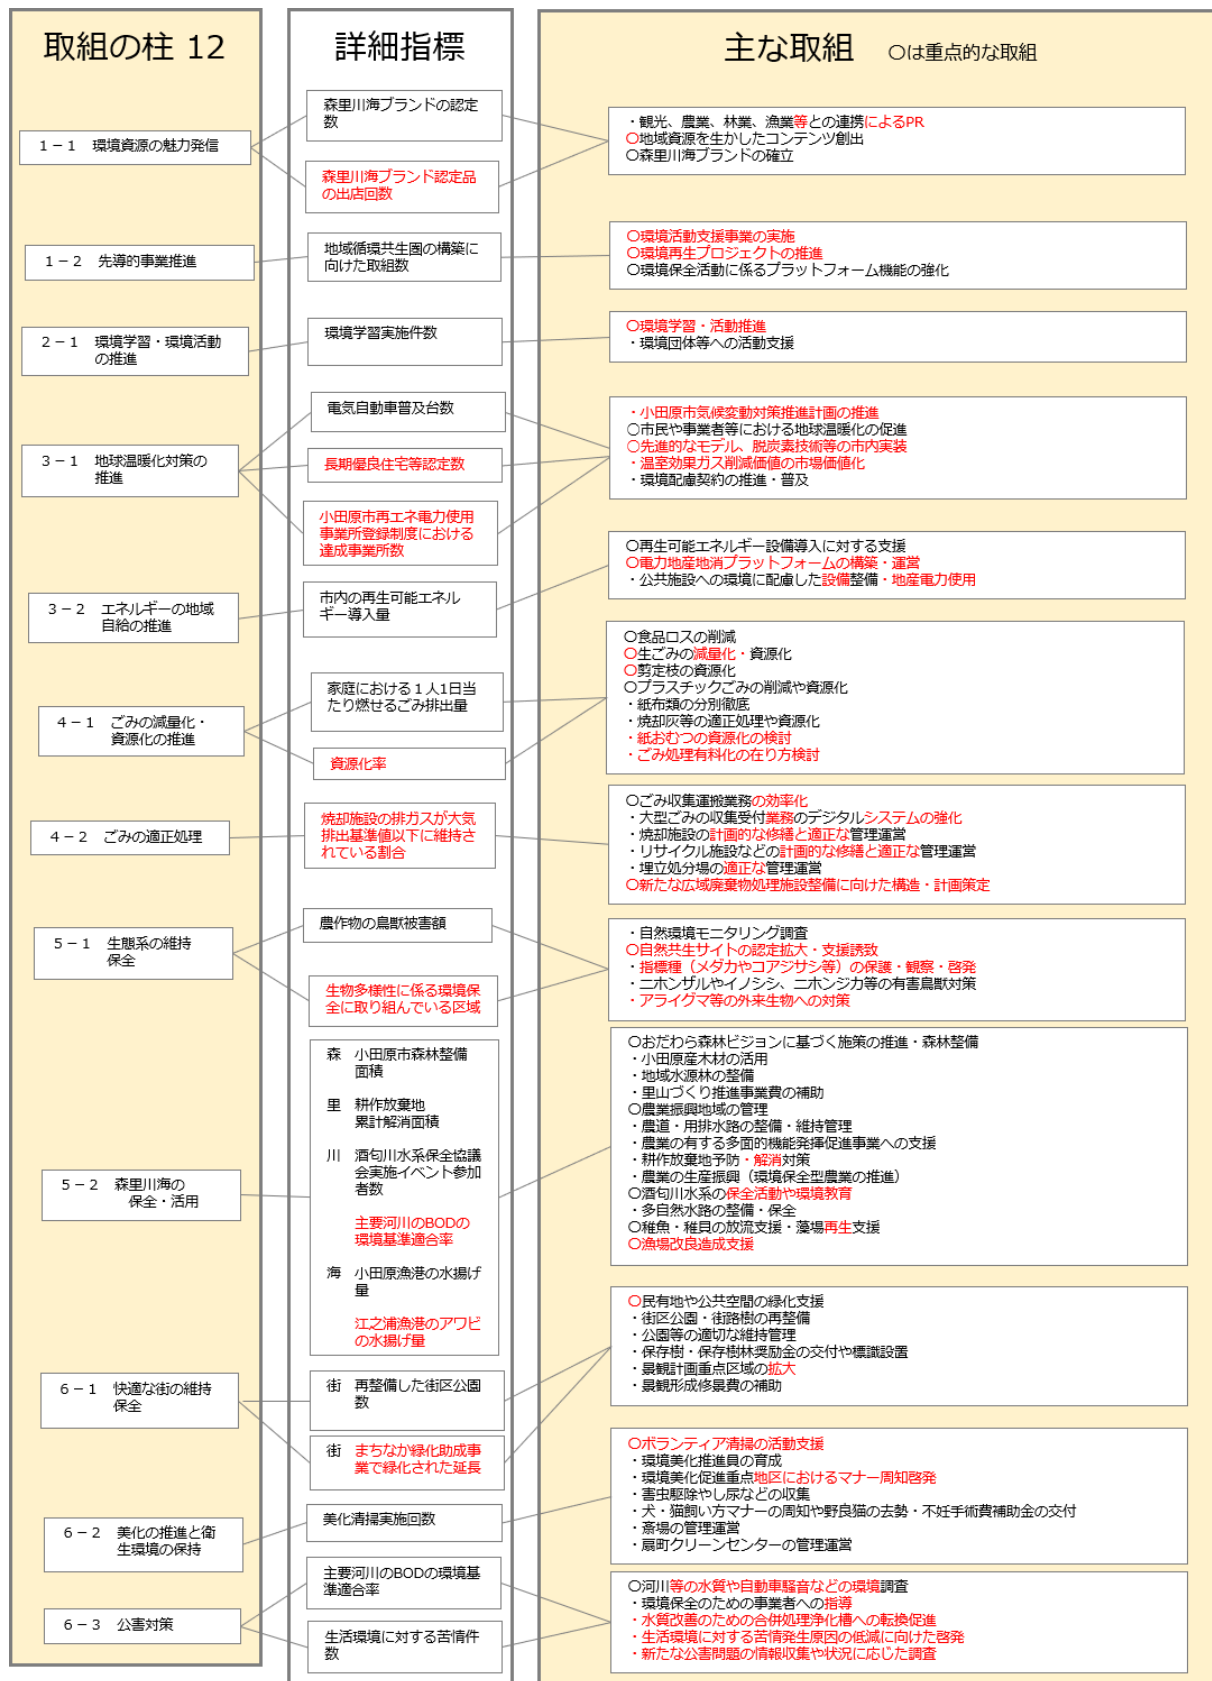 取組の柱 12
詳細指標
主な取組　○は重点的な取組
1－1　環境資源の魅力発信
森里川海ブランドの認定
数
森里川海ブランド認定品
の出店回数
・観光、農業、林業、漁業等との連携によるPR
○地域資源を生かしたコンテンツ創出
○森里川海ブランドの確立
1－2　先導的事業推進
地域循環共生圏の構築に
向けた取組数
○環境活動支援事業の実施
○環境再生プロジェクトの推進
○環境保全活動に係るプラットフォーム機能の強化
2－1　環境学習・環境活動
の推進
環境学習実施件数
○環境学習・活動推進
・環境団体等への活動支援
3－1　地球温暖化対策の
推進
電気自動車普及台数
長期優良住宅等認定数
小田原市再エネ電力使用
事業所登録制度における
達成事業所数
・小田原市気候変動対策推進計画の推進
○市民や事業者等における地球温暖化の促進
○先進的なモデル、脱炭素技術等の市内実装
・温室効果ガス削減価値の市場価値化
・環境配慮契約の推進・普及
3－2　エネルギーの地域
自給の推進
市内の再生可能エネル
ギー導入量
○再生可能エネルギー設備導入に対する支援
○電力地産地消プラットフォームの構築・運営
・公共施設への環境に配慮した設備整備・地産電力使用
4－1　ごみの減量化・
資源化の推進
家庭における１人1日当
たり燃せるごみ排出量
資源化率
○食品ロスの削減
○生ごみの減量化・資源化
○剪定枝の資源化
○プラスチックごみの削減や資源化
・紙布類の分別徹底
・焼却灰等の適正処理や資源化
・紙おむつの資源化の検討
・ごみ処理有料化の在り方検討
4－2　ごみの適正処理
焼却施設の排ガスが大気
排出基準値以下に維持さ
れている割合
○ごみ収集運搬業務の効率化
・大型ごみの収集受付業務のデジタルシステムの強化
・焼却施設の計画的な修繕と適正な管理運営
・リサイクル施設などの計画的な修繕と適正な管理運営
・埋立処分場の適正な管理運営
○新たな広域廃棄物処理施設整備に向けた構造・計画策定
5－1　生態系の維持
保全
農作物の鳥獣被害額
生物多様性に係る環境保
全に取り組んでいる区域
・自然環境モニタリング調査
○自然共生サイトの認定拡大・支援誘致
・指標種（メダカやコアジサシ等）の保護・観察・啓発
・ニホンザルやイノシシ、ニホンジカ等の有害鳥獣対策
・アライグマ等の外来生物への対策
5－2　森里川海の
保全・活用
森　小田原市森林整備
面積
里　耕作放棄地
累計解消面積
川　酒匂川水系保全協議
会実施イベント参加
者数
主要河川のBODの
環境基準適合率
海　小田原漁港の水揚げ
量
江之浦漁港のアワビ
の水揚げ量
○おだわら森林ビジョンに基づく施策の推進・森林整備
・小田原産木材の活用
・地域水源林の整備
・里山づくり推進事業費の補助
○農業振興地域の管理
・農道・用排水路の整備・維持管理
・農業の有する多面的機能発揮促進事業への支援
・耕作放棄地予防・解消対策
・農業の生産振興（環境保全型農業の推進）
○酒匂川水系の保全活動や環境教育
・多自然水路の整備・保全
○稚魚・稚貝の放流支援・藻場再生支援
○漁場改良造成支援
6－1　快適な街の維持
保全
街　再整備した街区公園
数
街　まちなか緑化助成事
業で緑化された延長
○民有地や公共空間の緑化支援
・街区公園・街路樹の再整備
・公園等の適切な維持管理
・保存樹・保存樹林奨励金の交付や標識設置
・景観計画重点区域の拡大
・景観形成修景費の補助
6－2　美化の推進と衛
生環境の保持
美化清掃実施回数
○ボランティア清掃の活動支援
・環境美化推進員の育成
・環境美化促進重点地区におけるマナー周知啓発
・害虫駆除やし尿などの収集
・犬・猫飼い方マナーの周知や野良猫の去勢・不妊手術費補助金の交付
・斎場の管理運営
・扇町クリーンセンターの管理運営
6－3　公害対策
主要河川のBODの環境基
準適合率
生活環境に対する苦情件
数
○河川等の水質や自動車騒音などの環境調査
・環境保全のための事業者への指導
・水質改善のための合併処理浄化槽への転換促進
・生活環境に対する苦情発生原因の低減に向けた啓発
・新たな公害問題の情報収集や状況に応じた調査